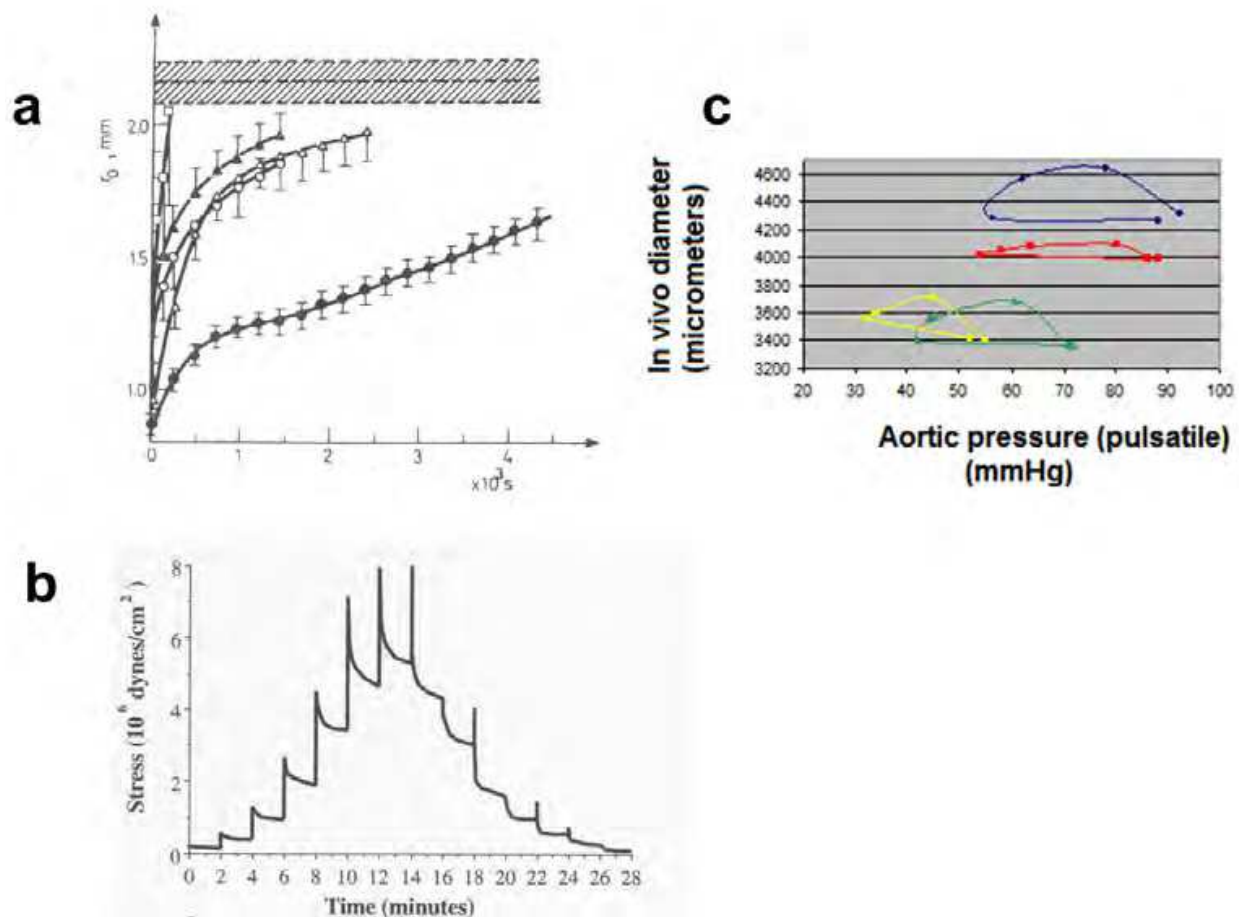 a
r₀, mm
2.0
1.5
1.0
0 1 2 3 4
×10³s
c
In vivo diameter
(micrometers)
4600
4400
4200
4000
3800
3600
3400
3200
20 30 40 50 60 70 80 90 100
Aortic pressure (pulsatile)
(mmHg)
b
Stress (10⁶ dynes/cm²)
8
6
4
2
0
0 2 4 6 8 10 12 14 16 18 20 22 24 26 28
Time (minutes)